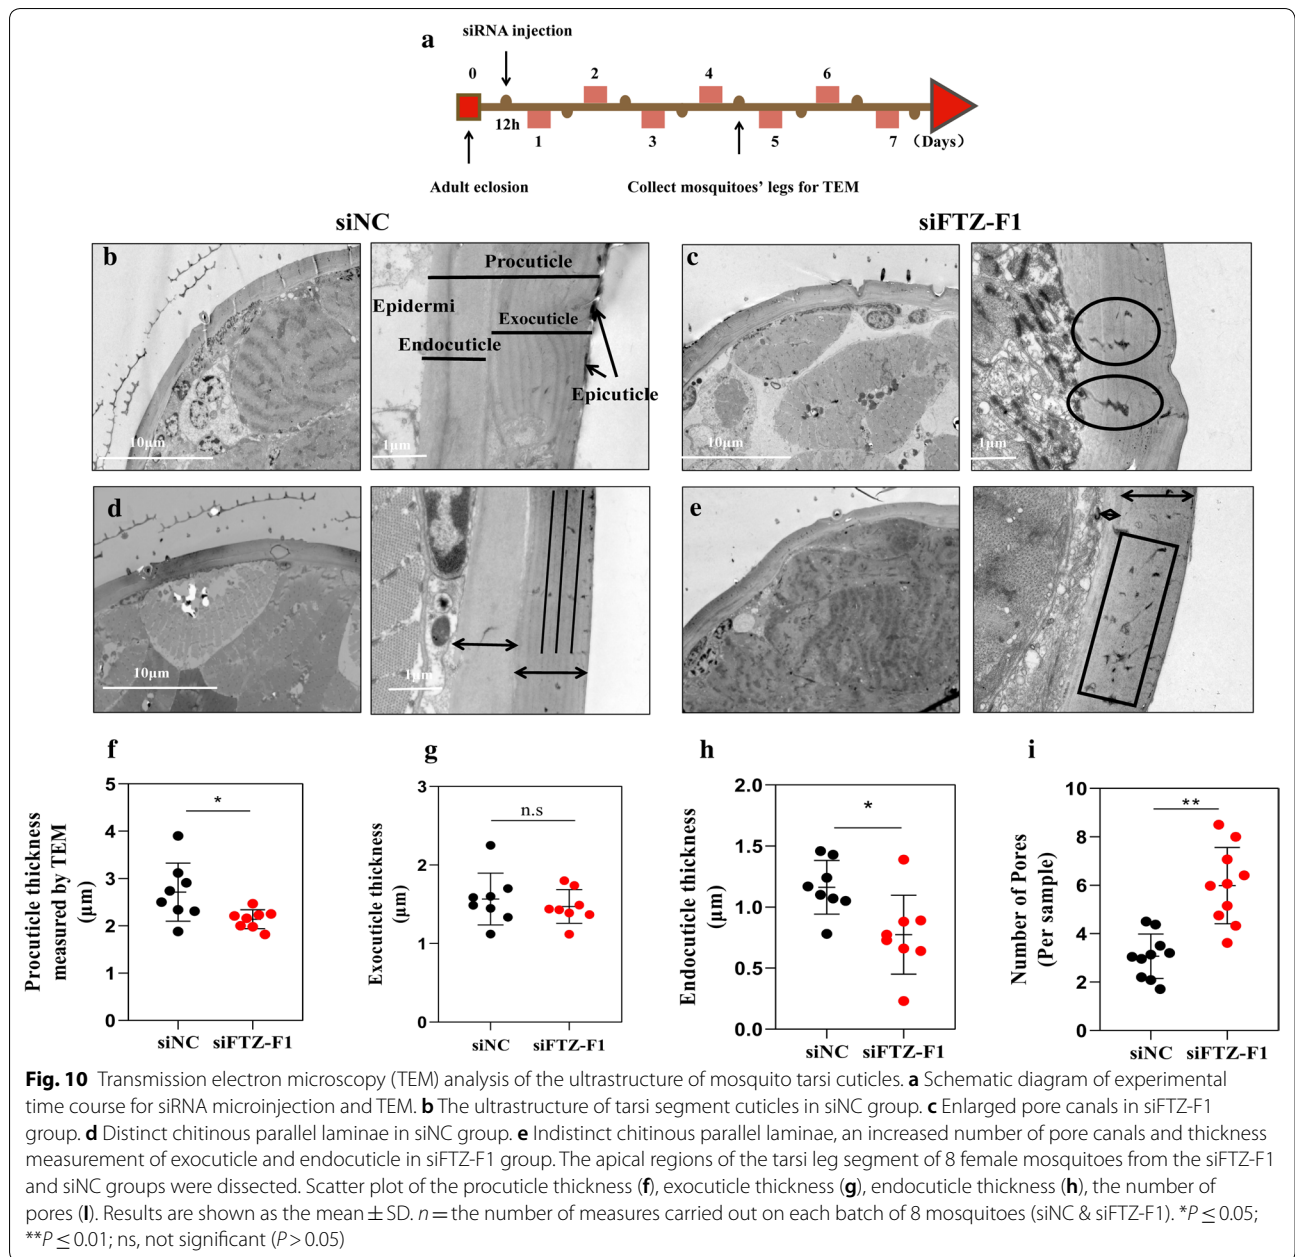 a
siRNA injection
0 2 4 6
12h 1 3 5 7 (Days)
Adult eclosion
Collect mosquitoes' legs for TEM
siNC
siFTZ-F1
b
10μm
Procuticle
Epidermi
Exocuticle
Endocuticle
Epicuticle
1μm
c
10μm
1μm
d
10μm
1μm
e
f
Procuticle thickness
measured by TEM
(μm)
5
4
3
2
1
0
*
siNC siFTZ-F1
g
Exocuticle thickness
(μm)
3
2
1
0
n.s
siNC siFTZ-F1
h
Endocuticle thickness
(μm)
2.0
1.5
1.0
0.5
0.0
*
siNC siFTZ-F1
i
Number of Pores
(Per sample)
10
8
6
4
2
0
**
siNC siFTZ-F1
Fig. 10 Transmission electron microscopy (TEM) analysis of the ultrastructure of mosquito tarsi cuticles. a Schematic diagram of experimental
time course for siRNA microinjection and TEM. b The ultrastructure of tarsi segment cuticles in siNC group. c Enlarged pore canals in siFTZ-F1
group. d Distinct chitinous parallel laminae in siNC group. e Indistinct chitinous parallel laminae, an increased number of pore canals and thickness
measurement of exocuticle and endocuticle in siFTZ-F1 group. The apical regions of the tarsi leg segment of 8 female mosquitoes from the siFTZ-F1
and siNC groups were dissected. Scatter plot of the procuticle thickness (f), exocuticle thickness (g), endocuticle thickness (h), the number of
pores (I). Results are shown as the mean ± SD. n = the number of measures carried out on each batch of 8 mosquitoes (siNC & siFTZ-F1). *P ≤ 0.05;
**P ≤ 0.01; ns, not significant (P > 0.05)